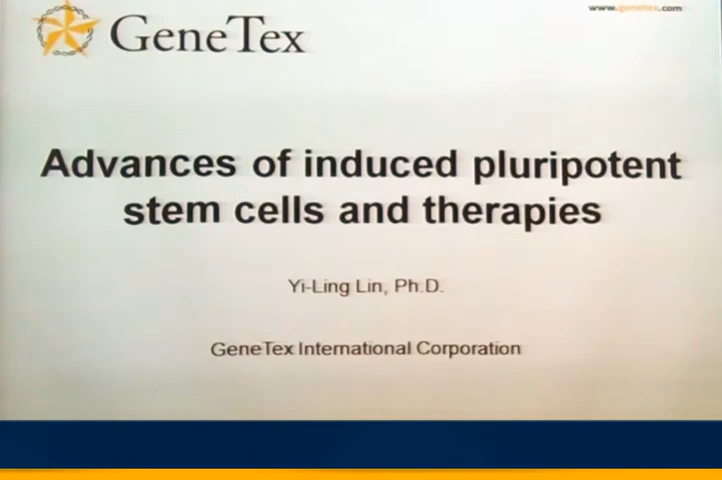 www.genetex.com
GeneTex
Advances of induced pluripotent
stem cells and therapies
Yi-Ling Lin, Ph.D.
GeneTex International Corporation